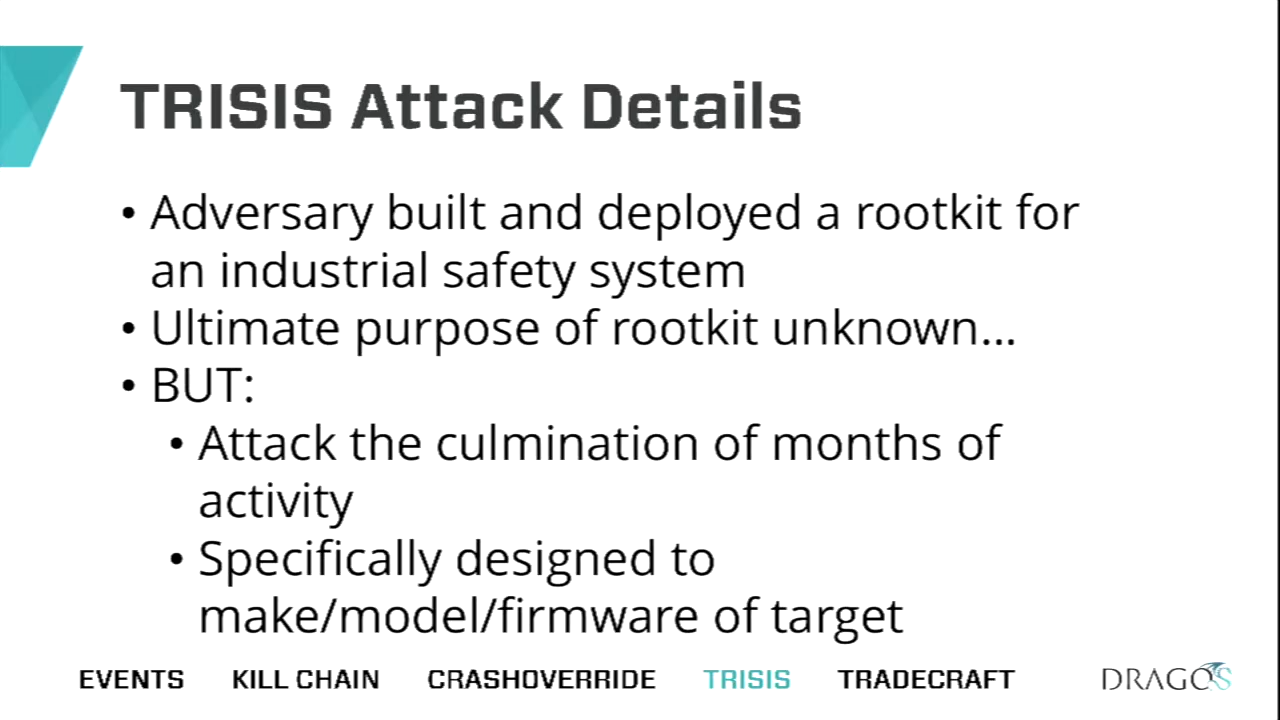 TRISIS Attack Details
• Adversary built and deployed a rootkit for
an industrial safety system
• Ultimate purpose of rootkit unknown...
• BUT:
• Attack the culmination of months of
activity
• Specifically designed to
make/model/firmware of target
EVENTS KILL CHAIN CRASHOVERRIDE TRISIS TRADECRAFT DRAGOS